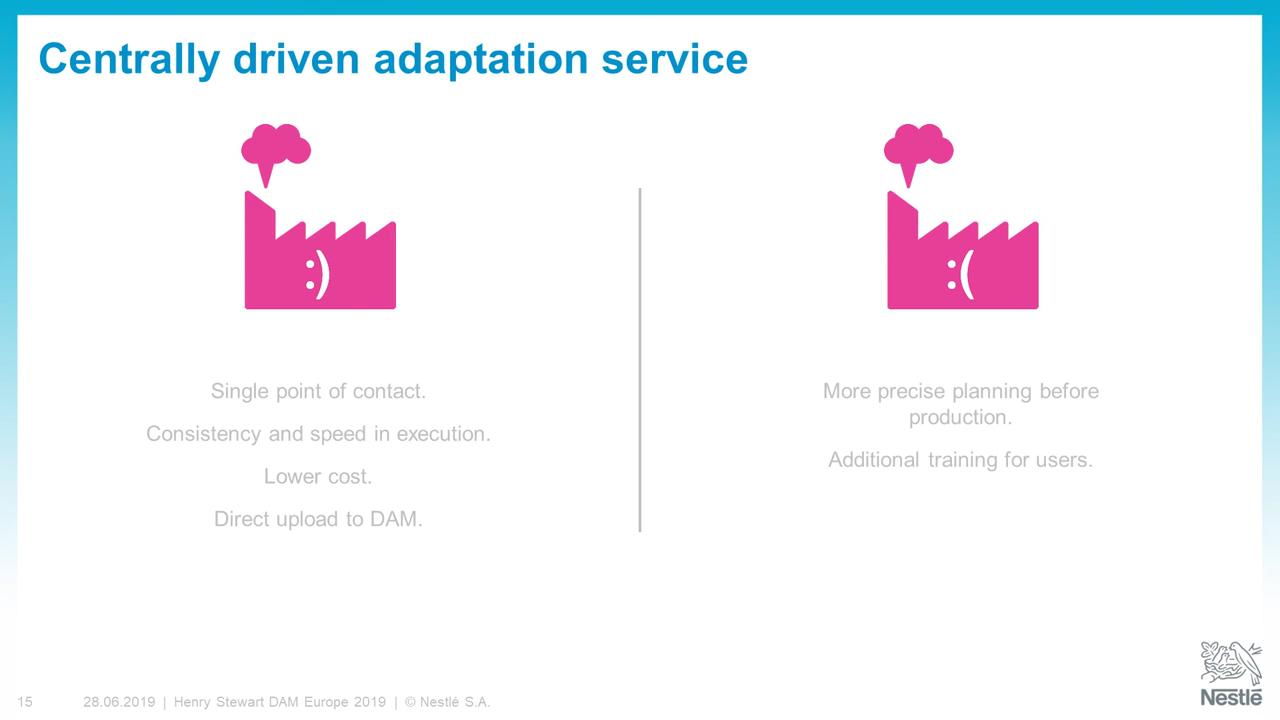 Centrally driven adaptation service
:)
:(
Single point of contact.
Consistency and speed in execution.
Lower cost.
Direct upload to DAM.
More precise planning before
production.
Additional training for users.
15 28.06.2019 | Henry Stewart DAM Europe 2019 | © Nestlé S.A.
Nestlé